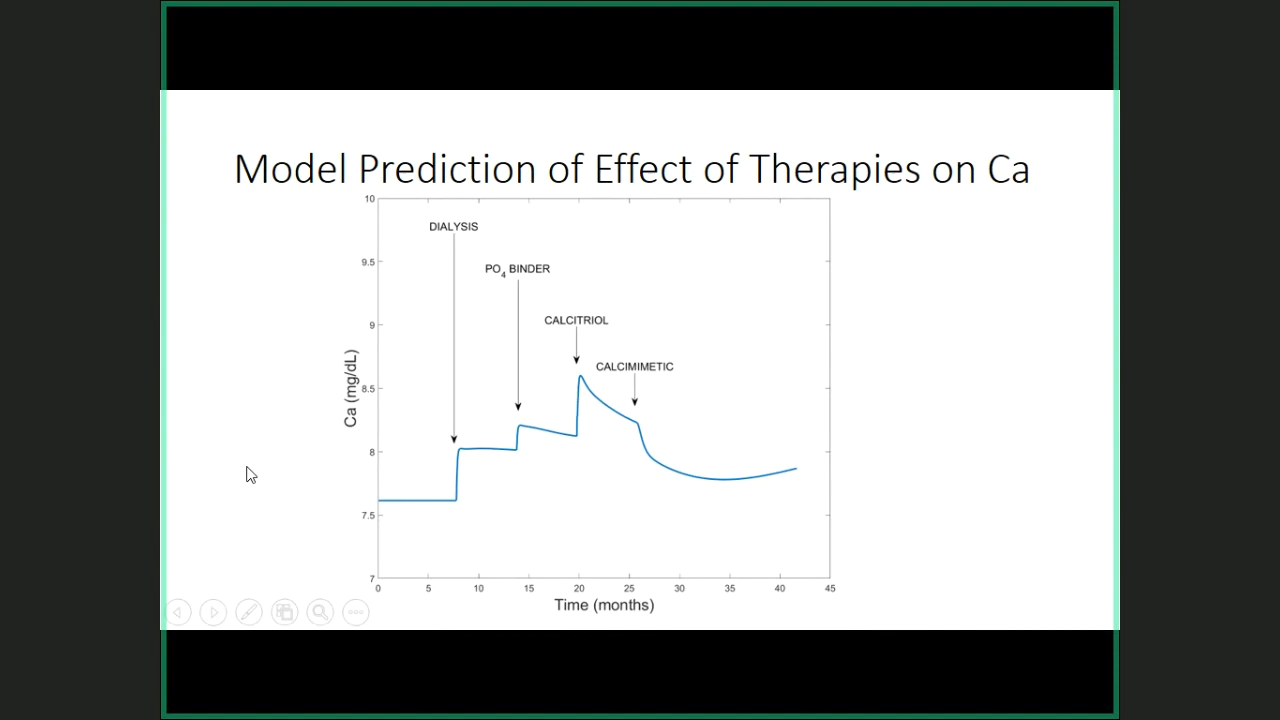 Model Prediction of Effect of Therapies on Ca
10
9.5
9
8.5
8
7.5
7
Ca (mg/dL)
DIALYSIS
PO4 BINDER
CALCITRIOL
CALCIMIMETIC
0 5 10 15 20 25 30 35 40 45
Time (months)